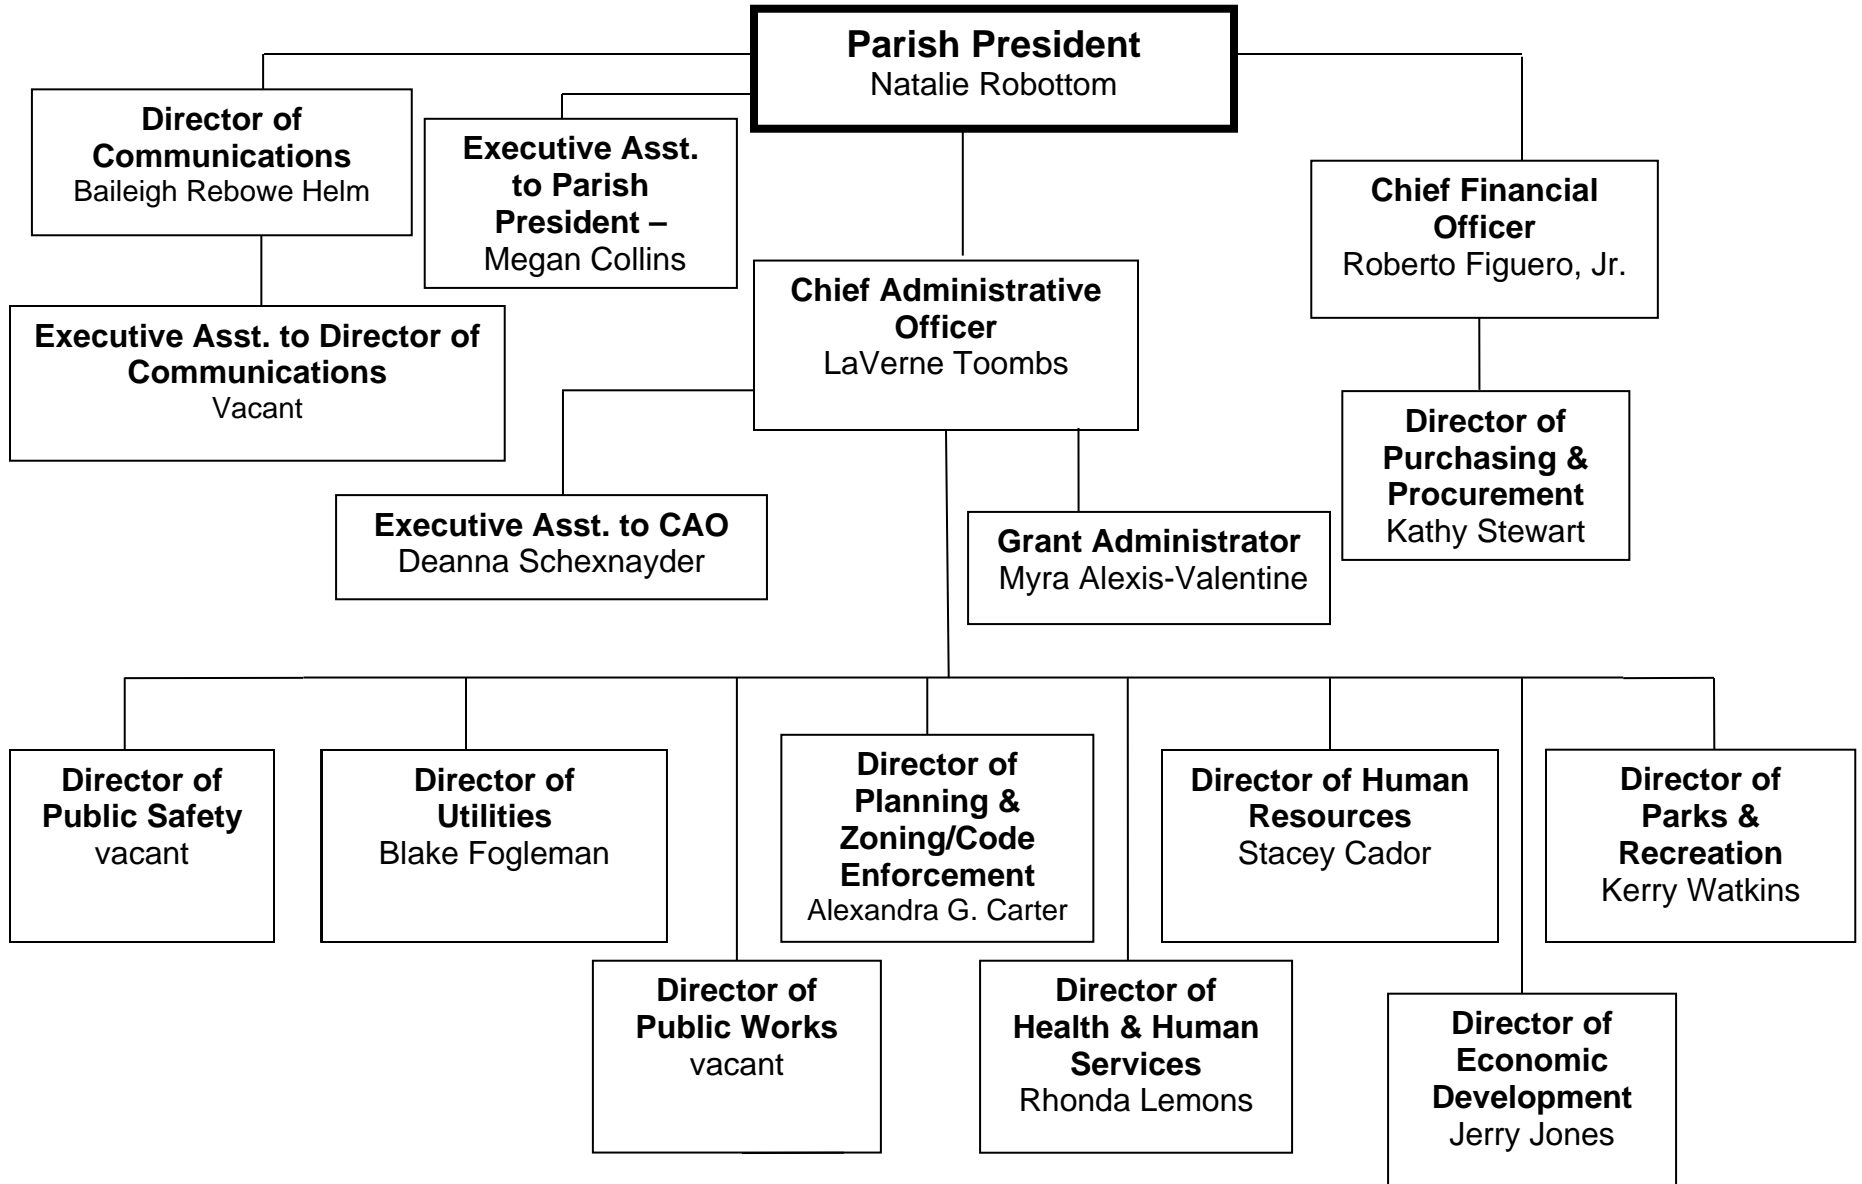 Parish President
Natalie Robottom
Director of
Communications
Baileigh Rebowe Helm
Executive Asst.
to Parish
President –
Megan Collins
Chief Financial
Officer
Roberto Figuero, Jr.
Chief Administrative
Officer
LaVerne Toombs
Executive Asst. to Director of
Communications
Vacant
Director of
Purchasing &
Procurement
Kathy Stewart
Executive Asst. to CAO
Deanna Schexnayder
Grant Administrator
Myra Alexis-Valentine
Director of
Public Safety
vacant
Director of
Utilities
Blake Fogleman
Director of
Planning &
Zoning/Code
Enforcement
Alexandra G. Carter
Director of Human
Resources
Stacey Cador
Director of
Parks &
Recreation
Kerry Watkins
Director of
Public Works
vacant
Director of
Health & Human
Services
Rhonda Lemons
Director of
Economic
Development
Jerry Jones